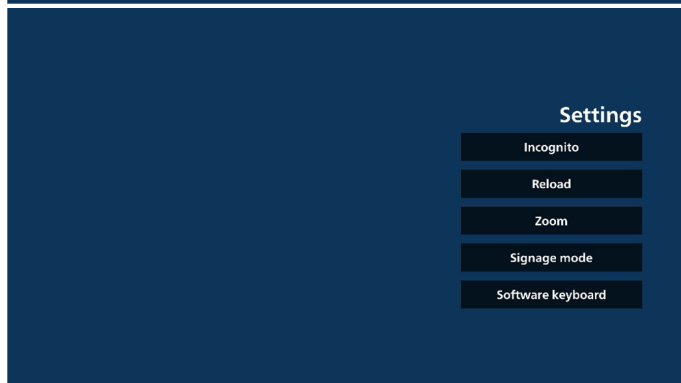 Settings
Incognito
Reload
Zoom
Signage mode
Software keyboard